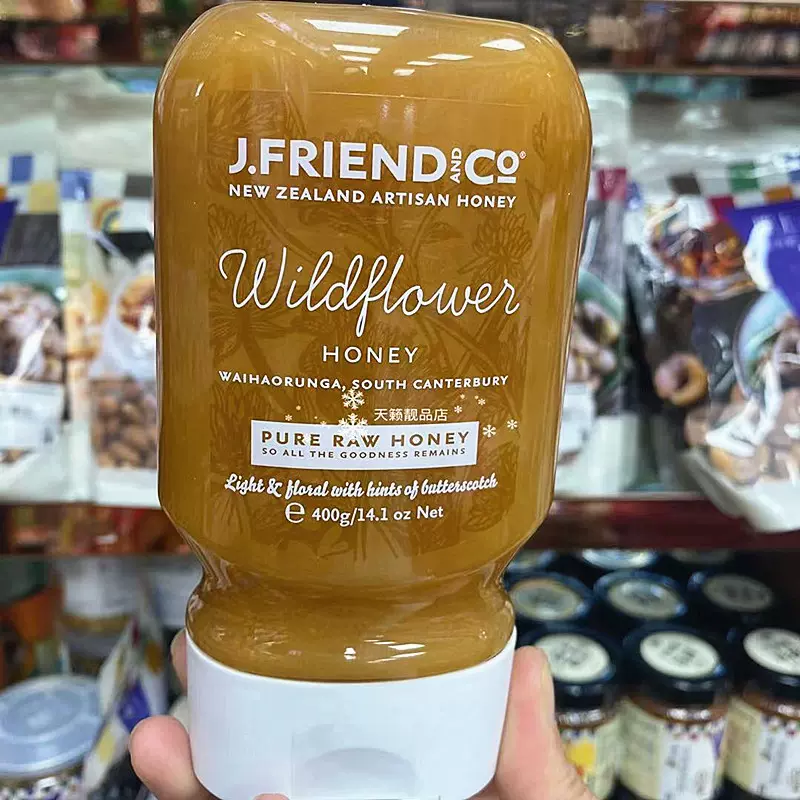 J.FRIEND AND Co®
NEW ZEALAND ARTISAN HONEY
Wildflower
HONEY
WAIHAORUNGA, SOUTH CANTERBURY
天籁靓品店
PURE RAW HONEY
SO ALL THE GOODNESS REMAINS
Light & floral with hints of butterscotch
℮ 400g/14.1 oz Net